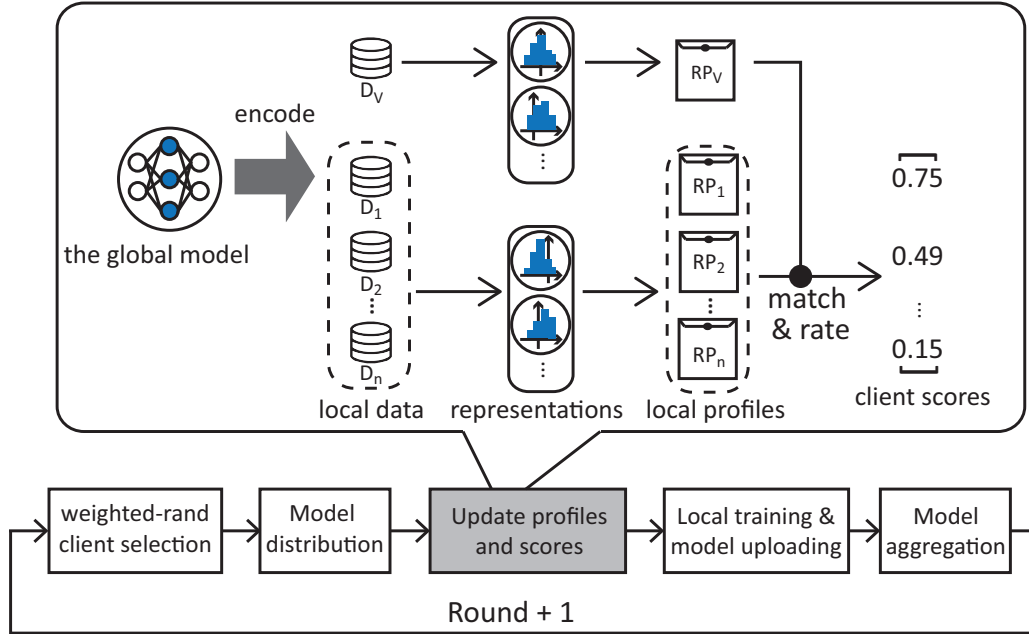 encode
the global model
D_V
D_1
D_2
⋮
D_n
local data
⋮
⋮
representations
RP_V
RP_1
RP_2
⋮
RP_n
local profiles
match
& rate
0.75
0.49
⋮
0.15
client scores
weighted-rand
client selection
Model
distribution
Update profiles
and scores
Local training &
model uploading
Model
aggregation
Round + 1